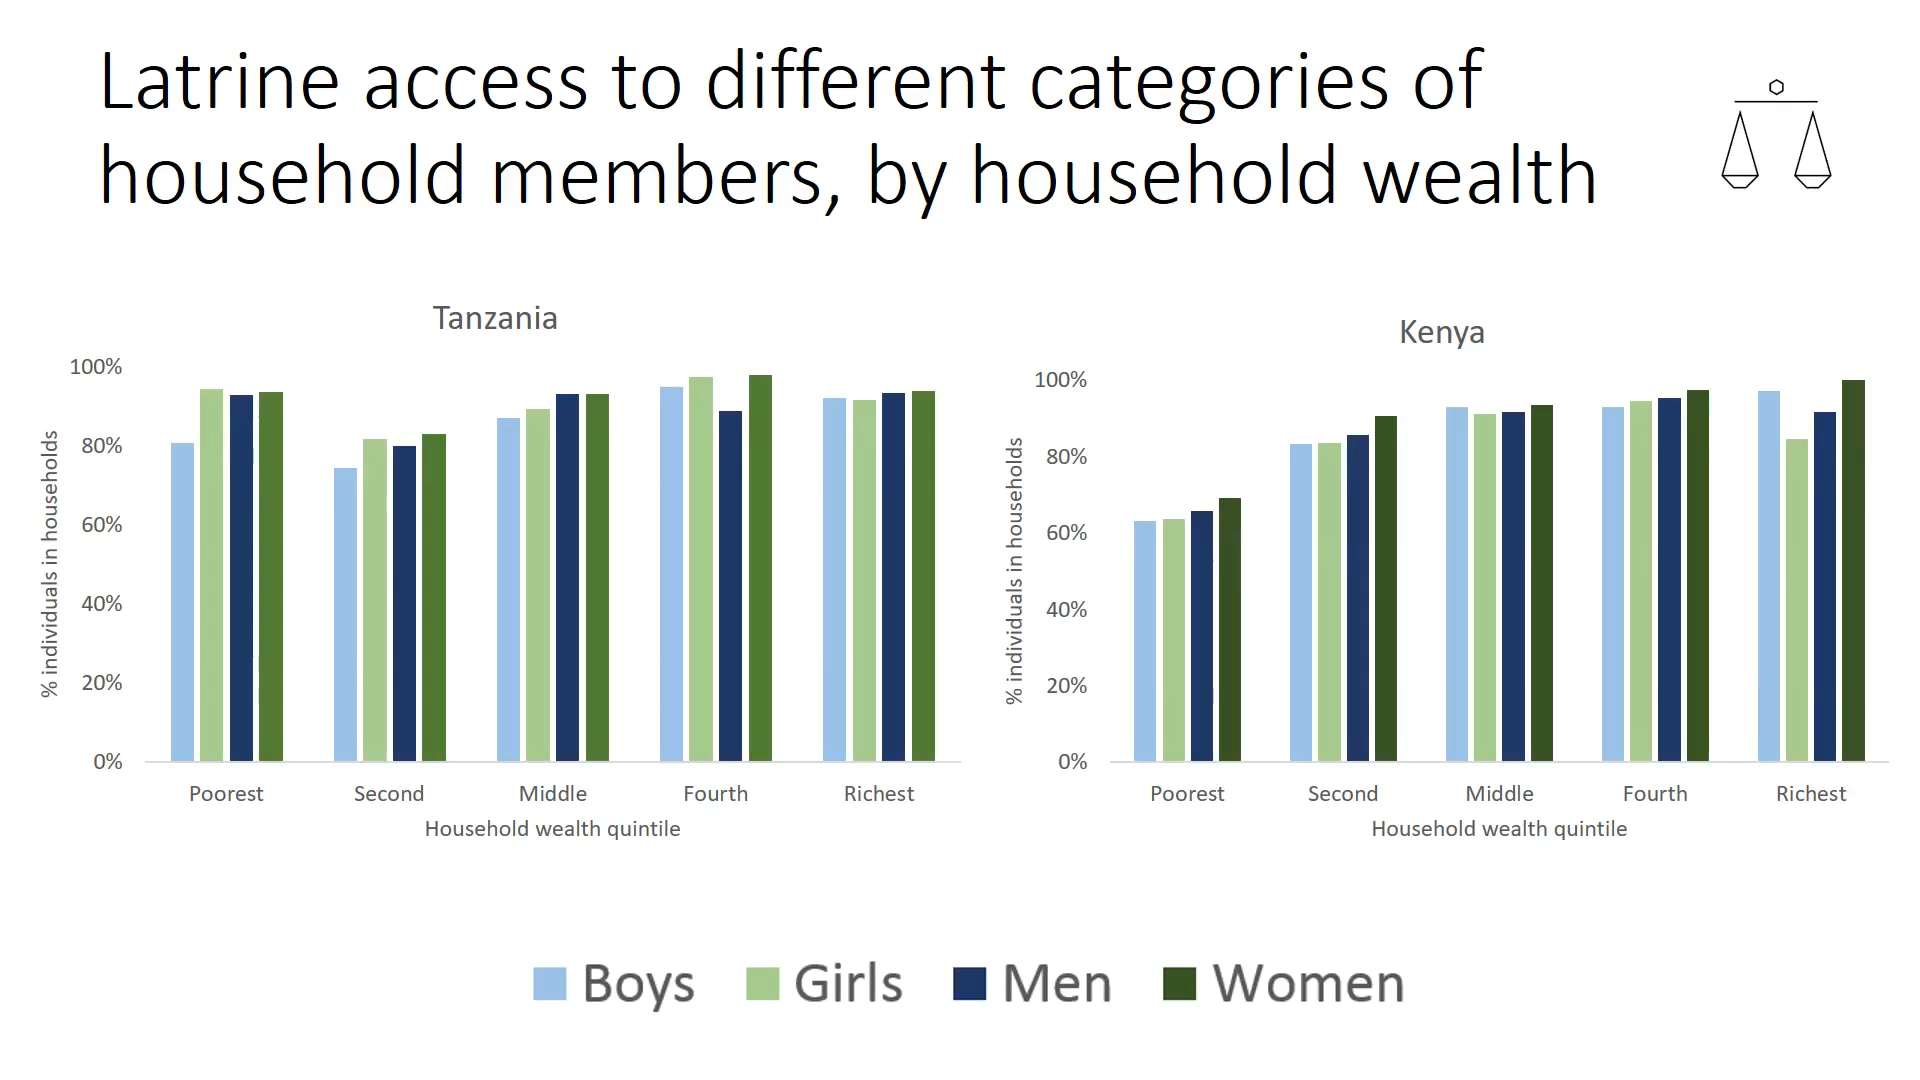 Latrine access to different categories of
household members, by household wealth
Tanzania
% individuals in households
100%
80%
60%
40%
20%
0%
Poorest Second Middle Fourth Richest
Household wealth quintile
Kenya
% individuals in households
100%
80%
60%
40%
20%
0%
Poorest Second Middle Fourth Richest
Household wealth quintile
Boys Girls Men Women